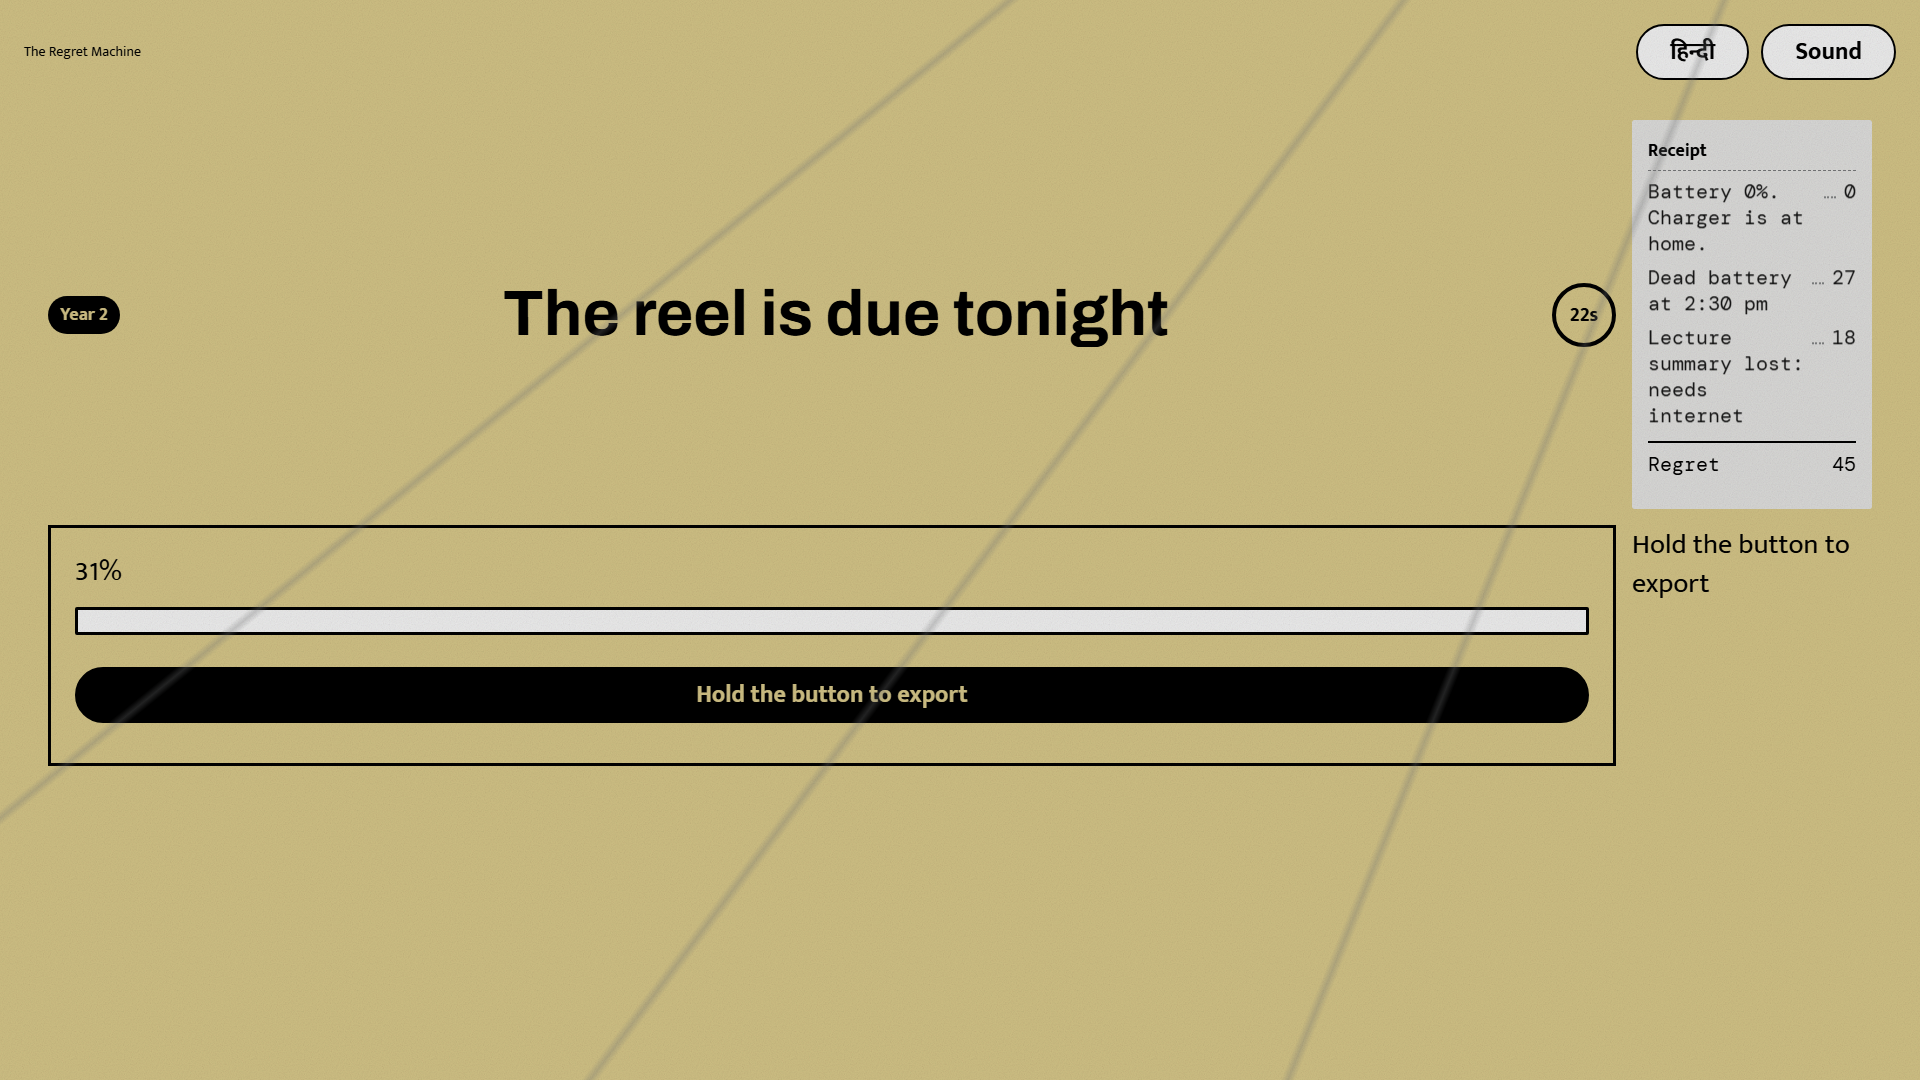 The Regret Machine
हिन्दी
Sound
Receipt
Battery 0%. .... 0
Charger is at
home.
Dead battery .... 27
at 2:30 pm
Lecture .... 18
summary lost:
needs
internet
Regret 45
Year 2
The reel is due tonight
22s
Hold the button to
export
31%
Hold the button to export